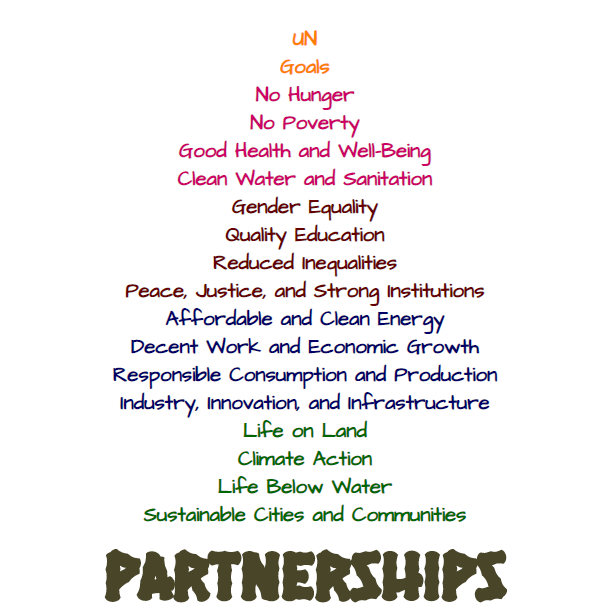 UN
Goals
No Hunger
No Poverty
Good Health and Well-Being
Clean Water and Sanitation
Gender Equality
Quality Education
Reduced Inequalities
Peace, Justice, and Strong Institutions
Affordable and Clean Energy
Decent Work and Economic Growth
Responsible Consumption and Production
Industry, Innovation, and Infrastructure
Life on Land
Climate Action
Life Below Water
Sustainable Cities and Communities
PARTNERSHIPS